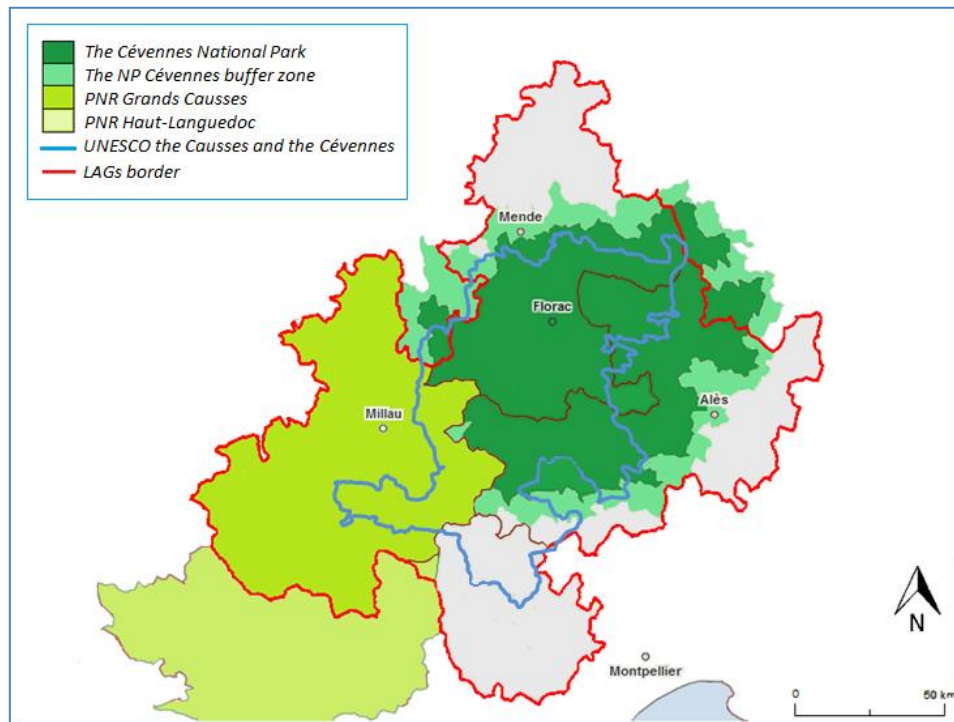 The Cévennes National Park
The NP Cévennes buffer zone
PNR Grands Causses
PNR Haut-Languedoc
UNESCO the Causses and the Cévennes
LAGs border
Mende
Florac
Millau
Alès
N
Montpellier
0 50 km